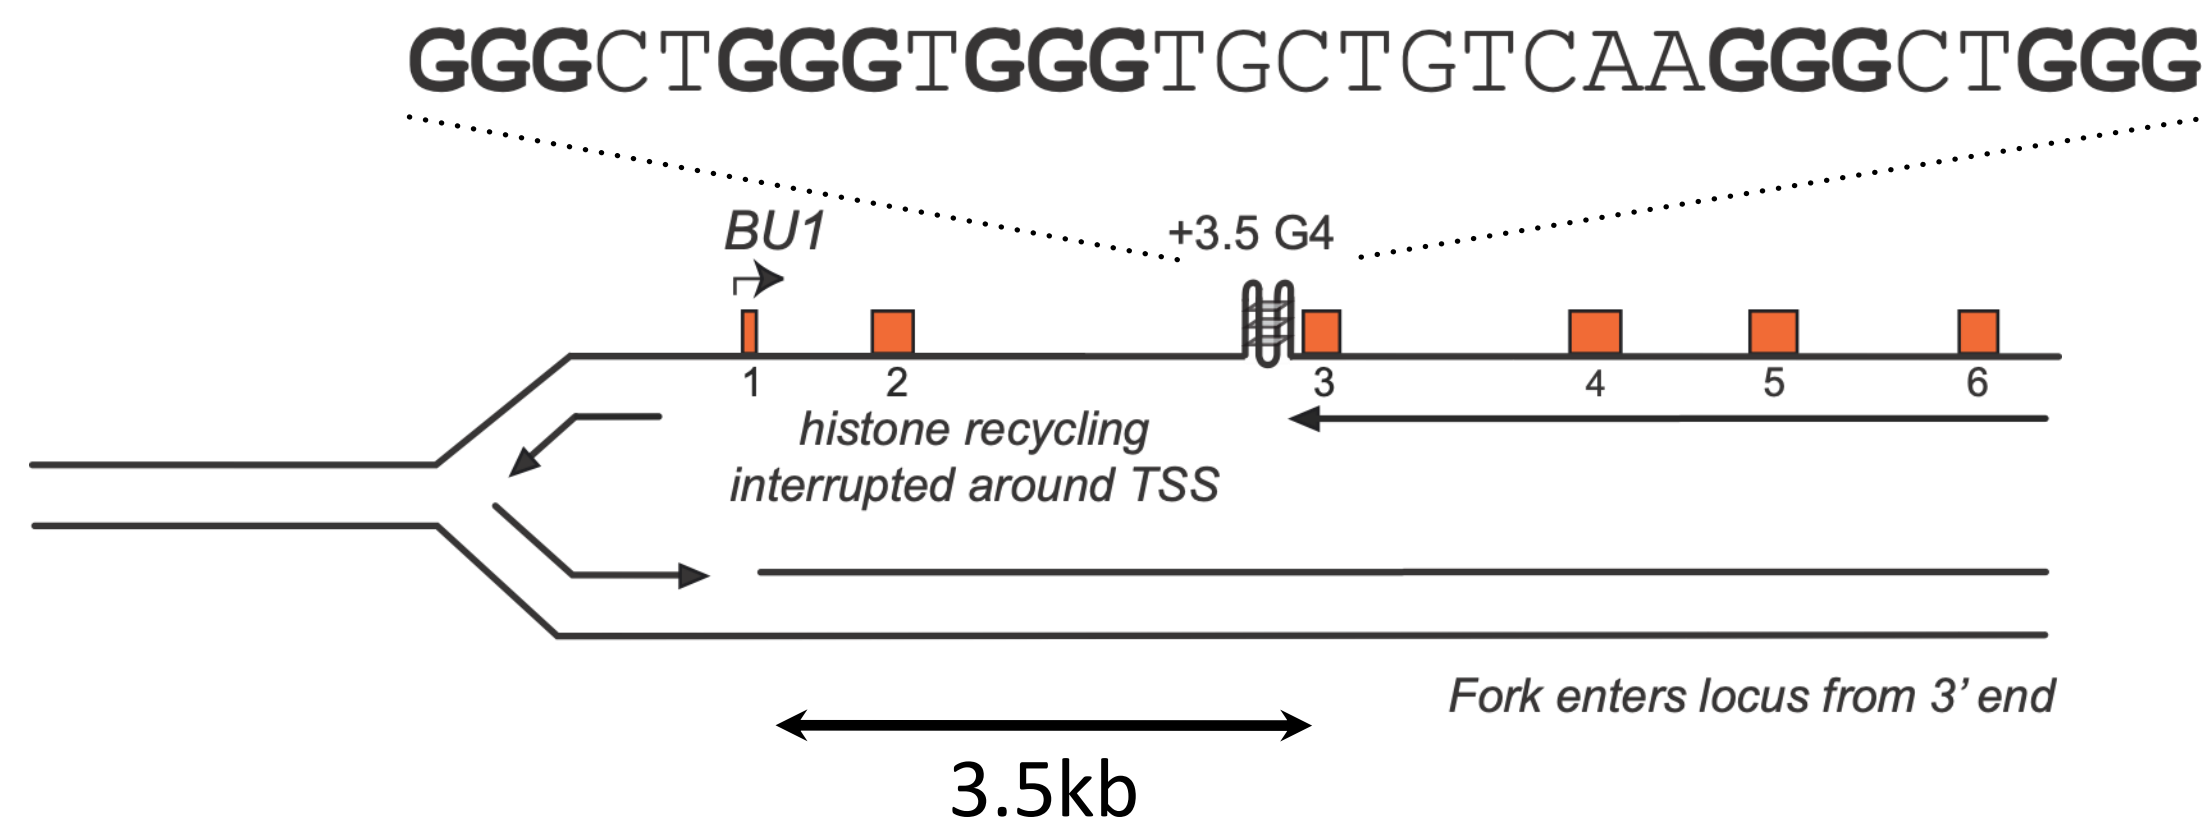 GGGCTGGGTGGGTGCTGTCAAGGGCTGGG
BU1
+3.5 G4
1 2 3 4 5 6
histone recycling
interrupted around TSS
Fork enters locus from 3’ end
3.5kb